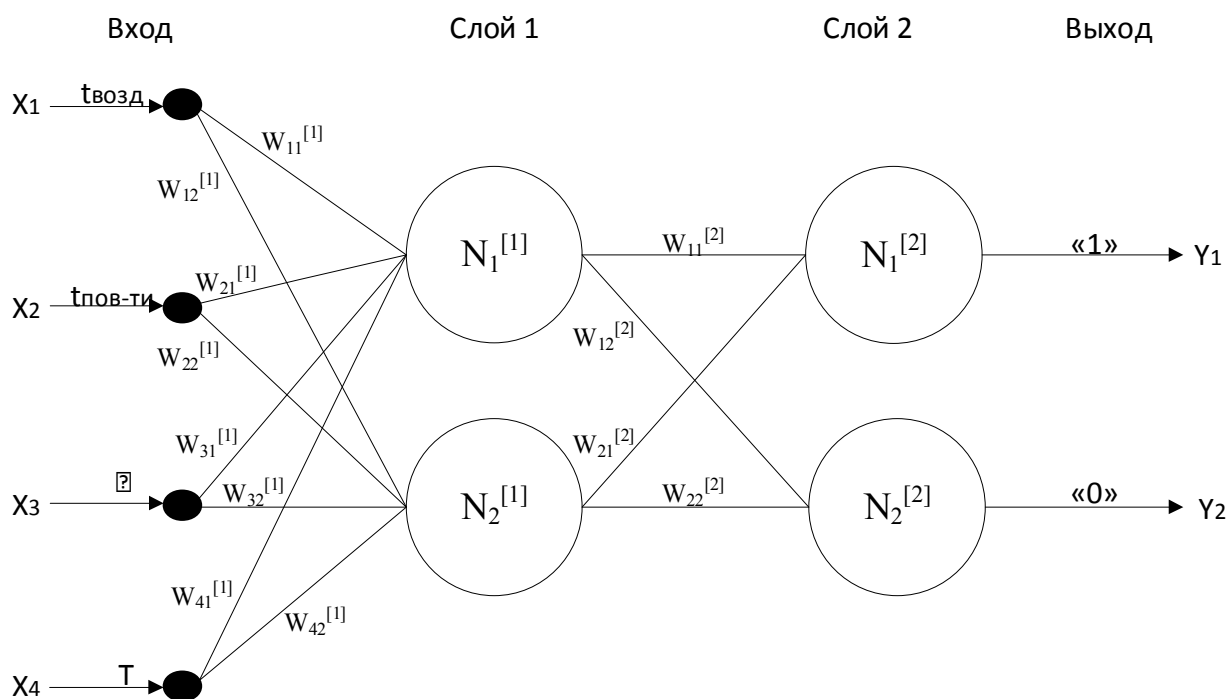 Вход Слой 1 Слой 2 Выход
X1 tвозд
W11[1]
W12[1]
N1[1] W11[2] N1[2] «1» Y1
W21[1]
X2 tпов-ти
W12[2]
W22[1]
W31[1]
W21[2]
X3 W32[1] N2[1] W22[2] N2[2] «0» Y2
W41[1]
W42[1]
X4 T